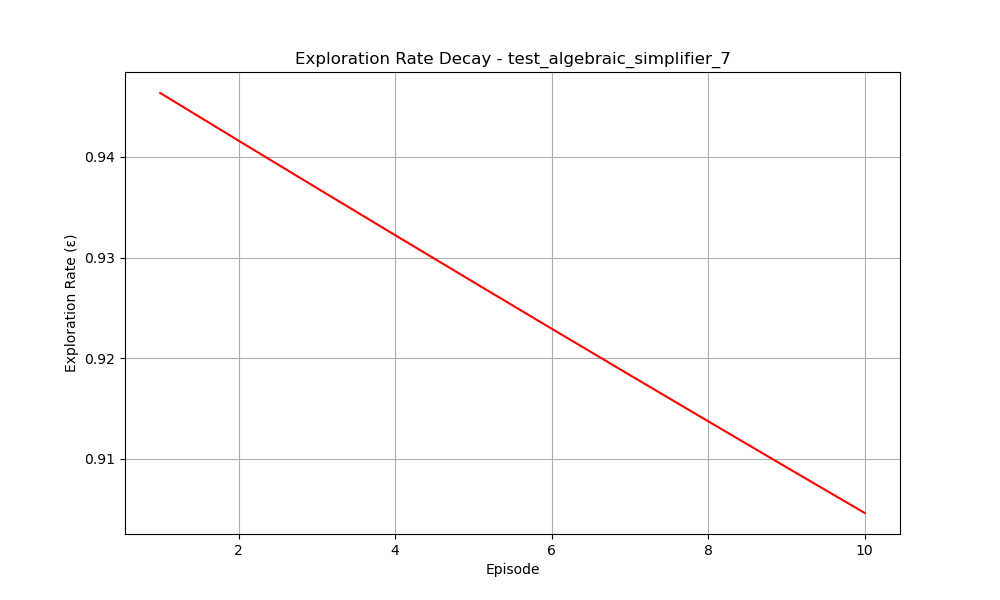 Exploration Rate Decay - test_algebraic_simplifier_7
Exploration Rate (ε)
0.94
0.93
0.92
0.91
2 4 6 8 10
Episode